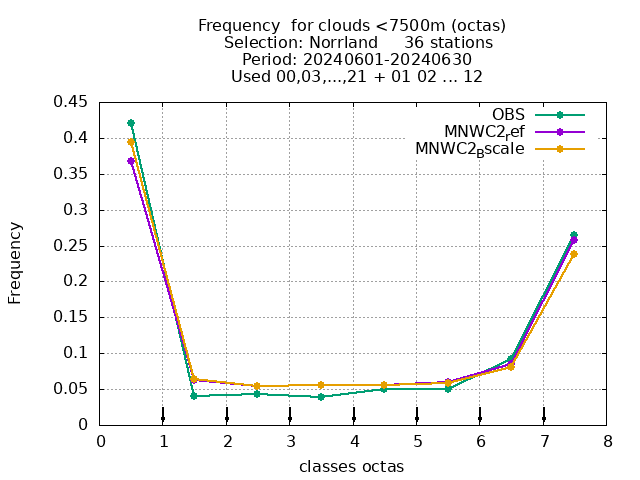 Frequency  for clouds <7500m (octas)
Selection: Norrland     36 stations
Period: 20240601-20240630
Used 00,03,...,21 + 01 02 ... 12
OBS
MNWC2ref
MNWC2Bscale
0.45
0.4
0.35
0.3
0.25
0.2
0.15
0.1
0.05
0
Frequency
0 1 2 3 4 5 6 7 8
classes octas